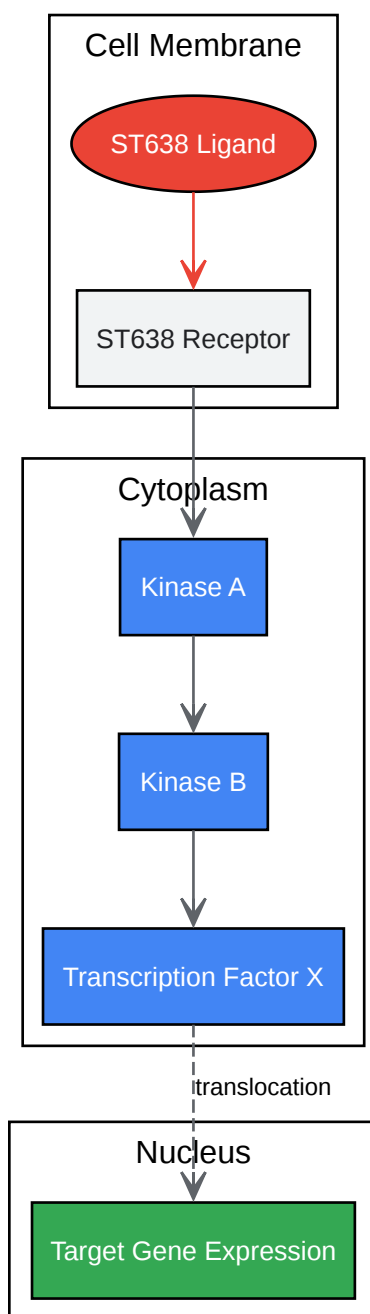 Cell Membrane
ST638 Ligand
ST638 Receptor
Cytoplasm
Kinase A
Kinase B
Transcription Factor X
translocation
Nucleus
Target Gene Expression